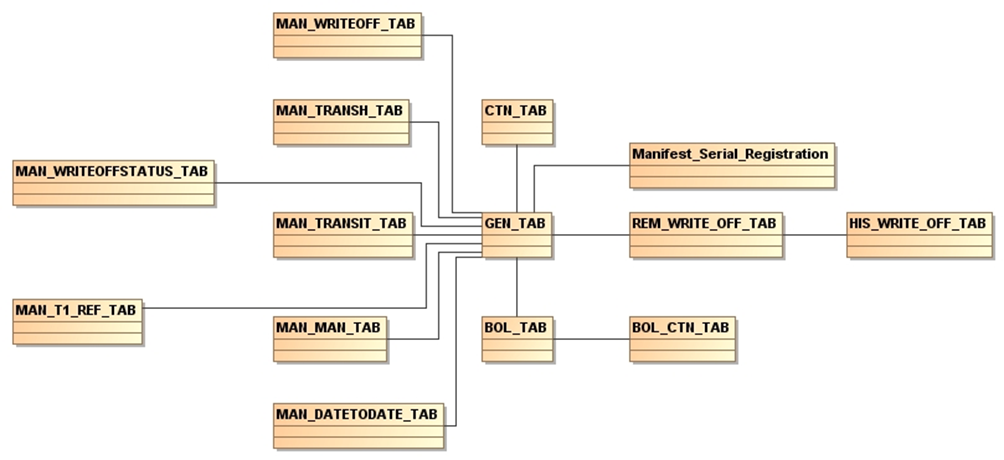 MAN_WRITEOFF_TAB
MAN_TRANSH_TAB
CTN_TAB
Manifest_Serial_Registration
MAN_WRITEOFFSTATUS_TAB
MAN_TRANSIT_TAB
GEN_TAB
REM_WRITE_OFF_TAB
HIS_WRITE_OFF_TAB
MAN_T1_REF_TAB
MAN_MAN_TAB
BOL_TAB
BOL_CTN_TAB
MAN_DATETODATE_TAB